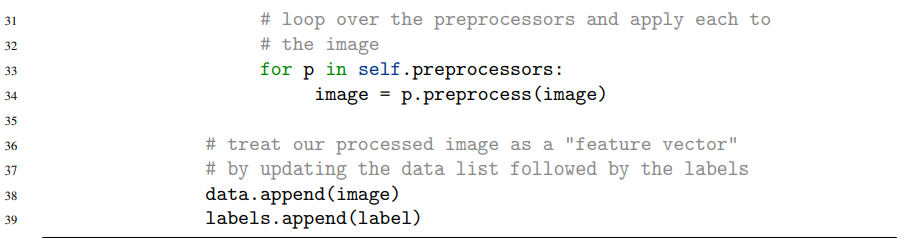 31 # loop over the preprocessors and apply each to
32 # the image
33 for p in self.preprocessors:
34 image = p.preprocess(image)
35
36 # treat our processed image as a "feature vector"
37 # by updating the data list followed by the labels
38 data.append(image)
39 labels.append(label)